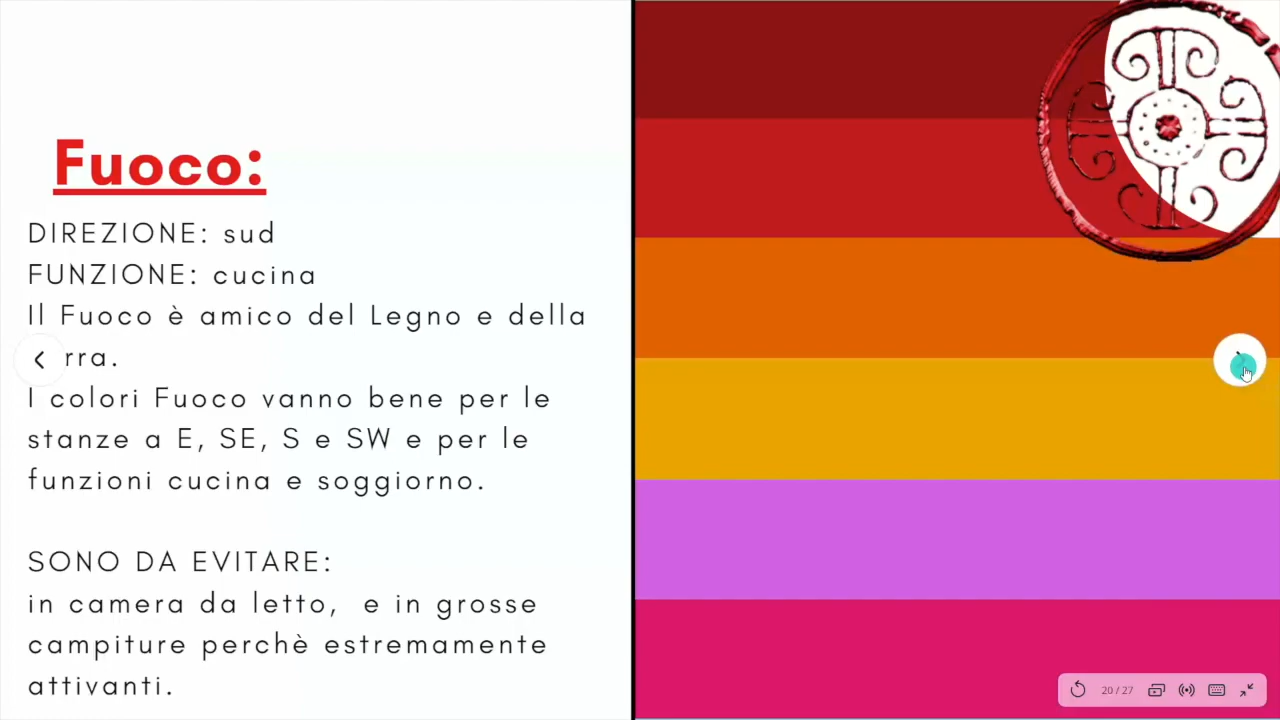 Fuoco:
DIREZIONE: sud
FUNZIONE: cucina
Il Fuoco è amico del Legno e della
rra.
I colori Fuoco vanno bene per le
stanze a E, SE, S e SW e per le
funzioni cucina e soggiorno.
SONO DA EVITARE:
in camera da letto, e in grosse
campiture perchè estremamente
attivanti.
20 / 27